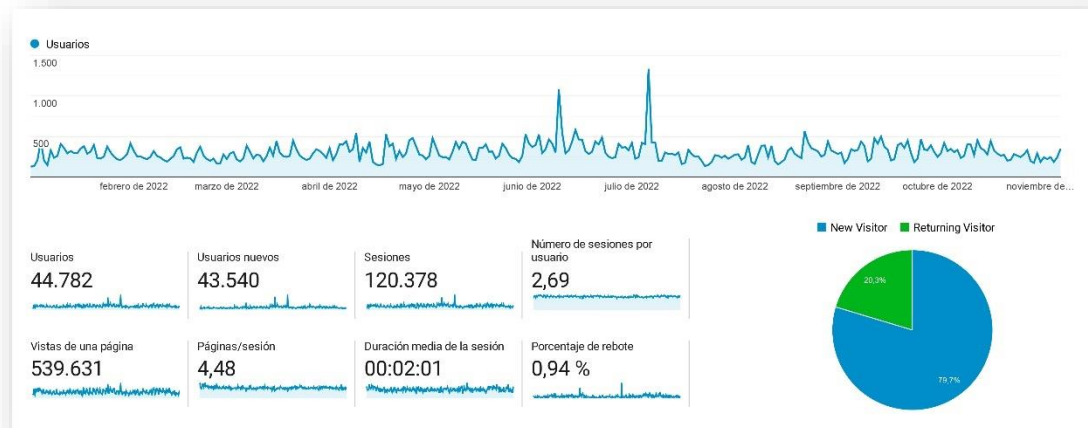 Usuarios
1.500
1.000
500
febrero de 2022 marzo de 2022 abril de 2022 mayo de 2022 junio de 2022 julio de 2022 agosto de 2022 septiembre de 2022 octubre de 2022 noviembre de...
New Visitor Returning Visitor
Usuarios
44.782
Usuarios nuevos
43.540
Sesiones
120.378
Número de sesiones por
usuario
2,69
Vistas de una página
539.631
Páginas/sesión
4,48
Duración media de la sesión
00:02:01
Porcentaje de rebote
0,94 %
20,3%
79,7%